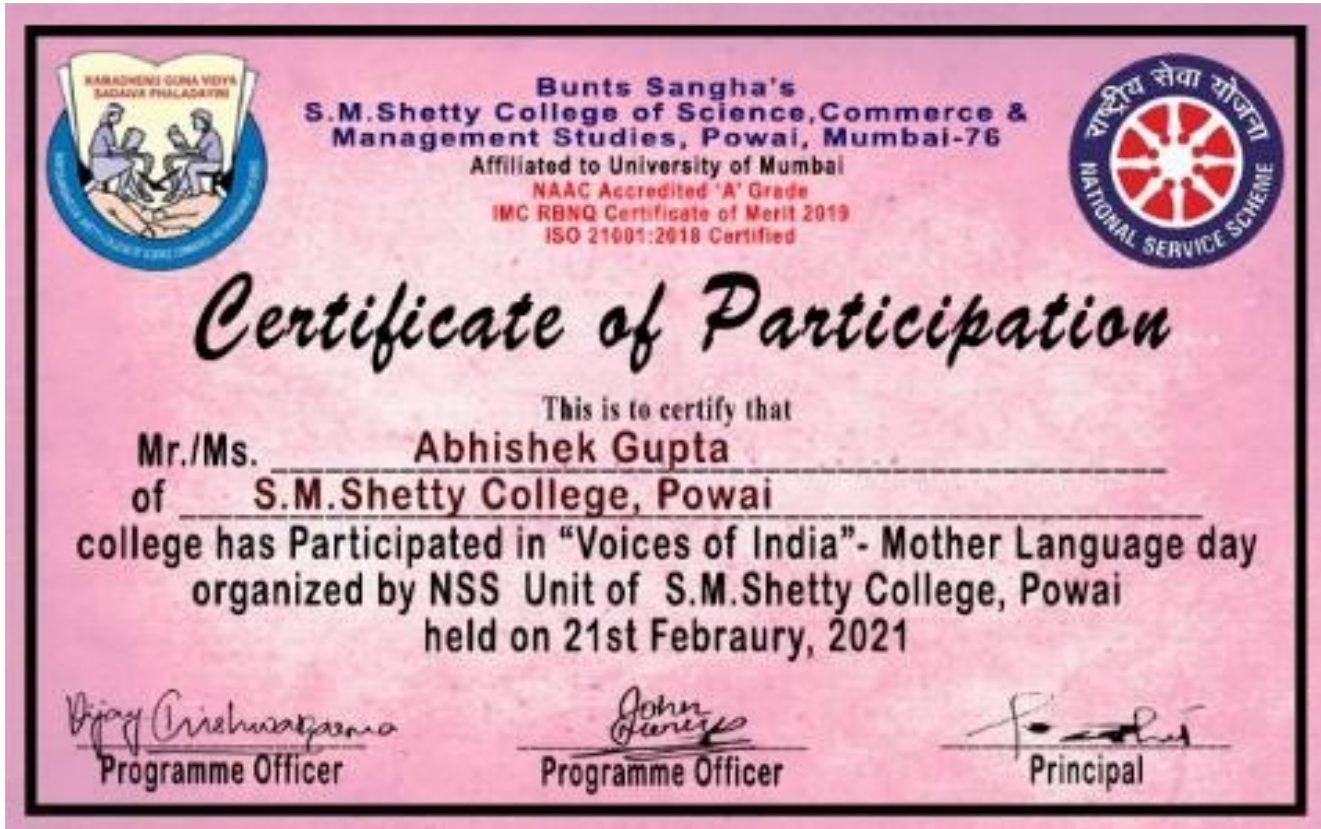 KAMADHENU GUNA VIDYA
SADAIVA PHALADAYINI
Bunts Sangha's
S.M.Shetty College of Science,Commerce &
Management Studies, Powai, Mumbai-76
Affiliated to University of Mumbai
NAAC Accredited 'A' Grade
IMC RBNQ Certificate of Merit 2019
ISO 21001:2018 Certified
राष्ट्रीय सेवा योजना
NATIONAL SERVICE SCHEME
Certificate of Participation
This is to certify that
Mr./Ms. Abhishek Gupta
of S.M.Shetty College, Powai
college has Participated in “Voices of India”- Mother Language day
organized by NSS Unit of S.M.Shetty College, Powai
held on 21st Febraury, 2021
Vijay
John
Programme Officer
Programme Officer
Principal